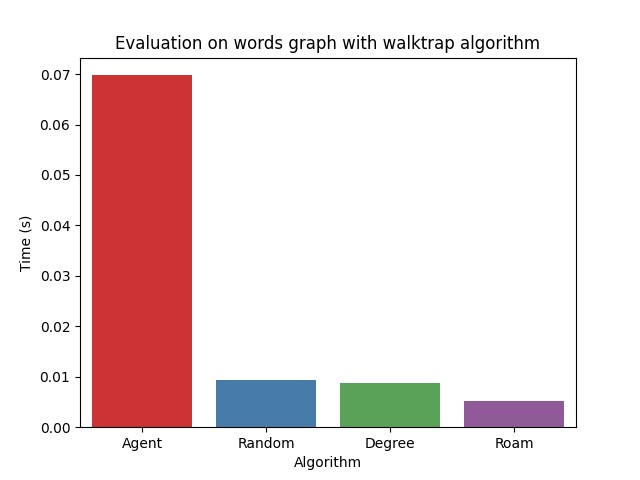 Evaluation on words graph with walktrap algorithm
0.07
0.06
0.05
0.04
0.03
0.02
0.01
0.00
Time (s)
Agent Random Degree Roam
Algorithm